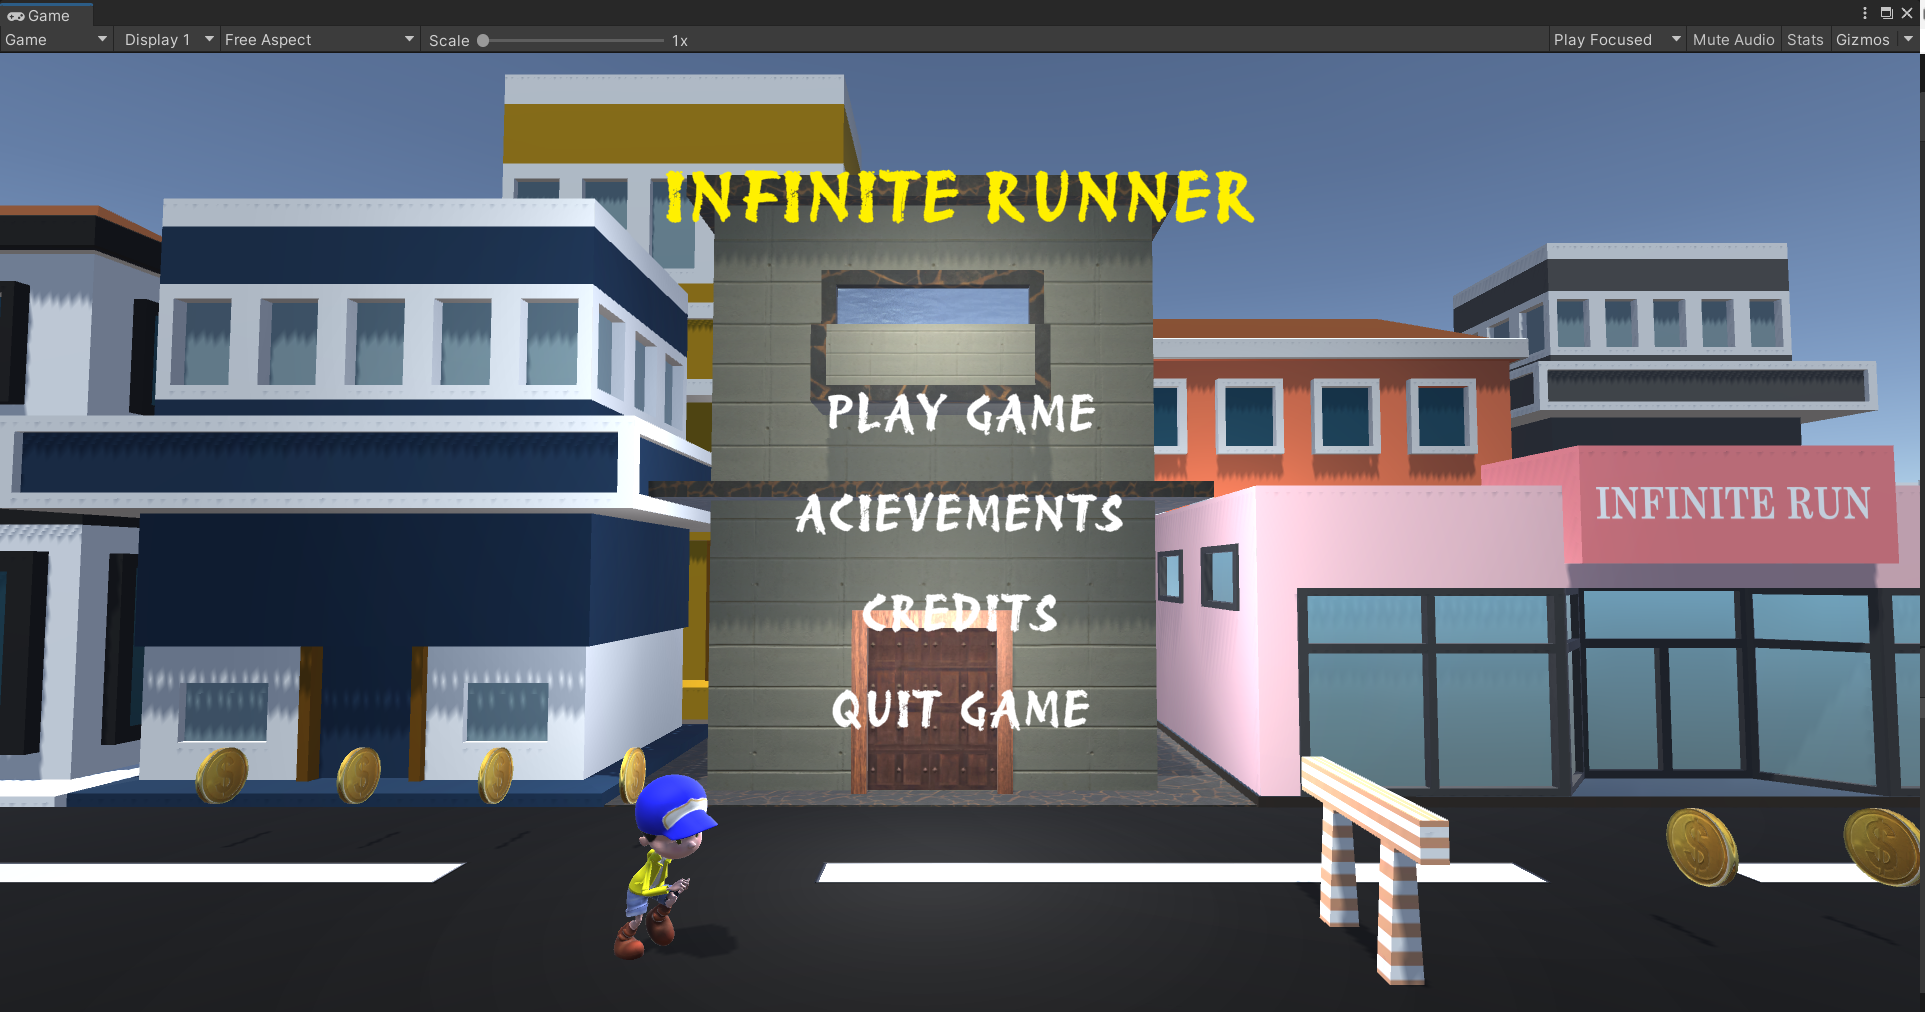 Game
Game Display 1 Free Aspect Scale 1x Play Focused Mute Audio Stats Gizmos
INFINITE RUNNER
PLAY GAME
ACIEVEMENTS
INFINITE RUN
CREDITS
QUIT GAME